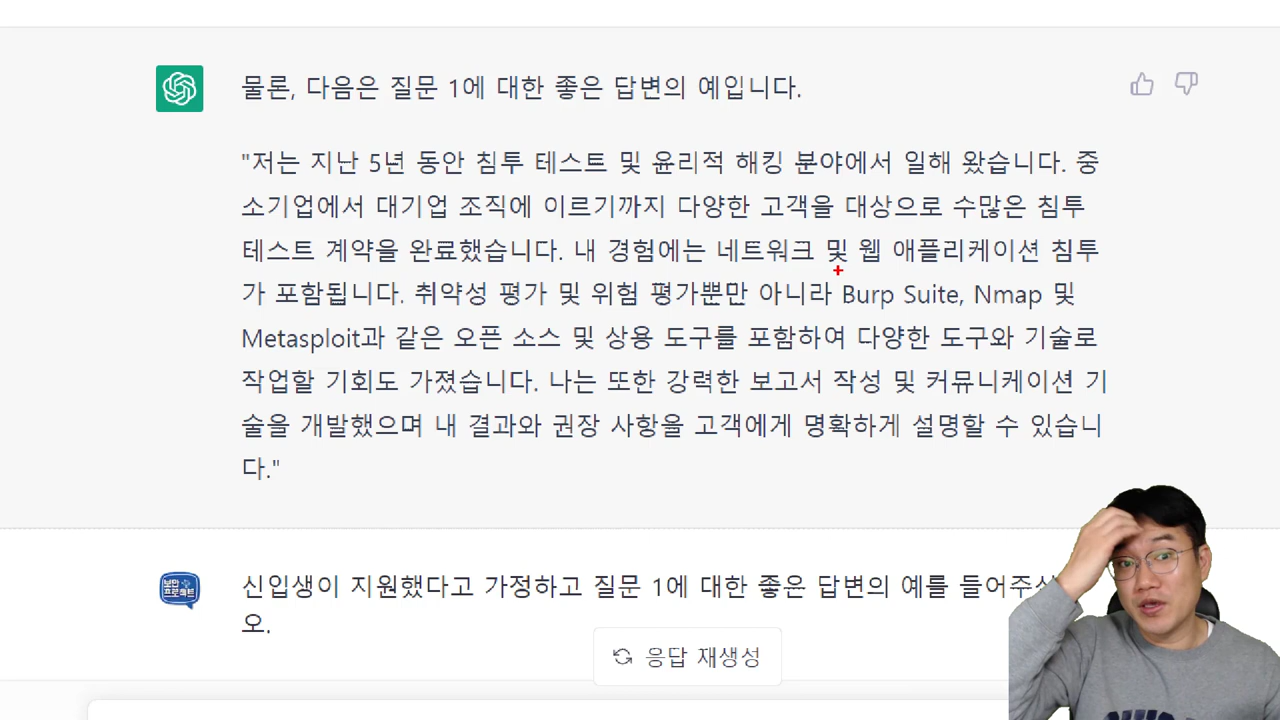 물론, 다음은 질문 1에 대한 좋은 답변의 예입니다.
"저는 지난 5년 동안 침투 테스트 및 윤리적 해킹 분야에서 일해 왔습니다. 중
소기업에서 대기업 조직에 이르기까지 다양한 고객을 대상으로 수많은 침투
테스트 계약을 완료했습니다. 내 경험에는 네트워크 및 웹 애플리케이션 침투
가 포함됩니다. 취약성 평가 및 위험 평가뿐만 아니라 Burp Suite, Nmap 및
Metasploit과 같은 오픈 소스 및 상용 도구를 포함하여 다양한 도구와 기술로
작업할 기회도 가졌습니다. 나는 또한 강력한 보고서 작성 및 커뮤니케이션 기
술을 개발했으며 내 결과와 권장 사항을 고객에게 명확하게 설명할 수 있습니
다."
보안
프로젝트
신입생이 지원했다고 가정하고 질문 1에 대한 좋은 답변의 예를 들어주십
오.
응답 재생성